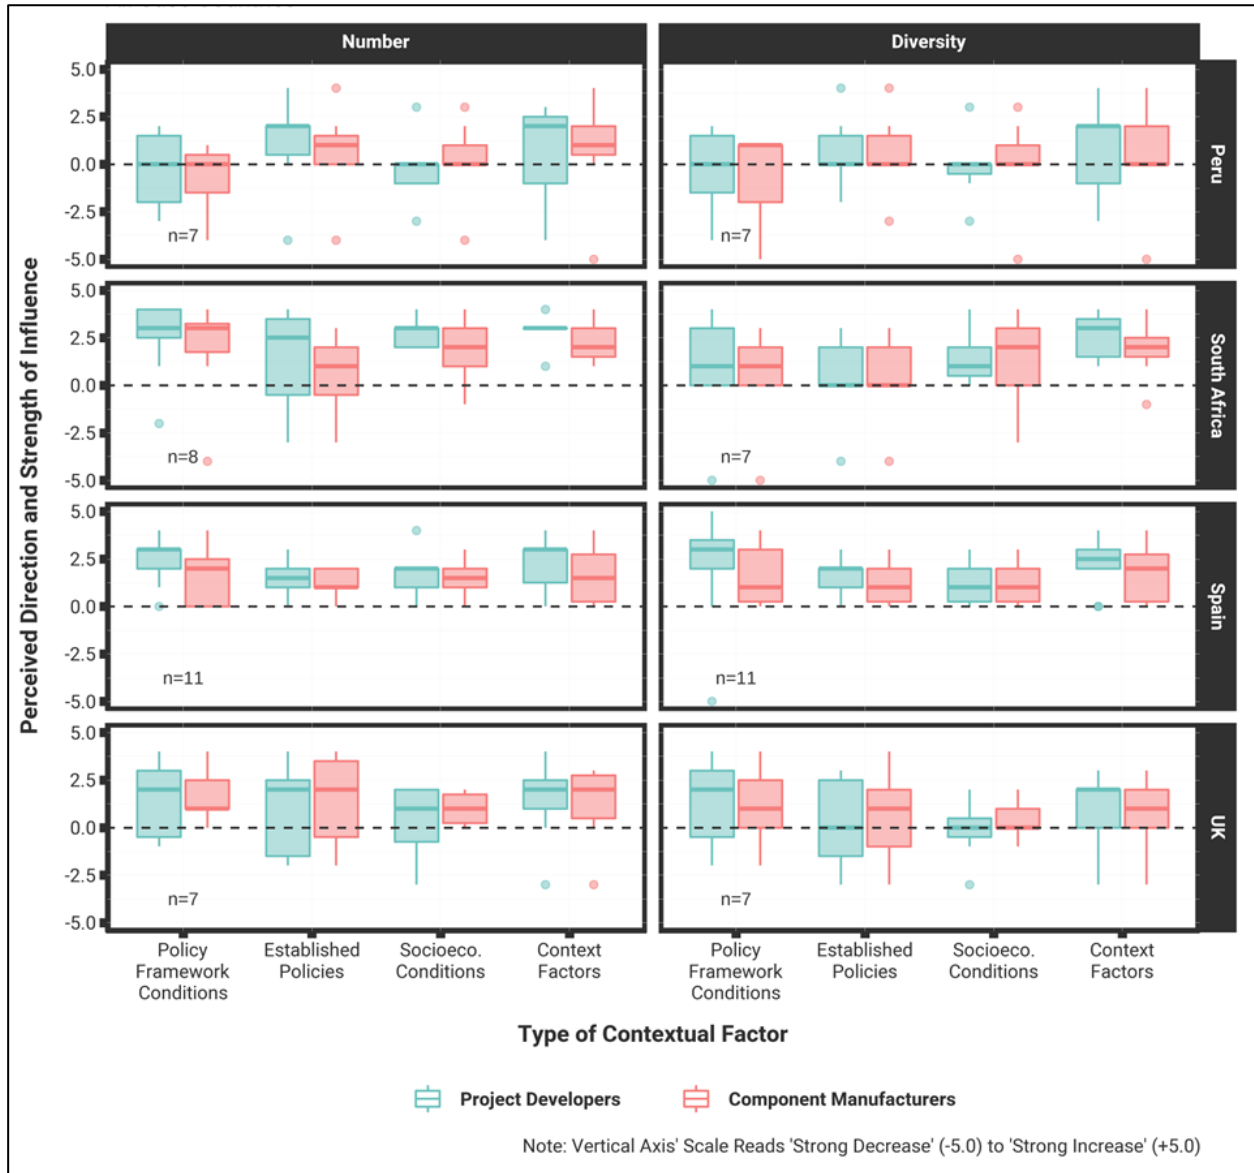 Number
Diversity
5.0
2.5
0.0
-2.5
-5.0
n=7
n=7
Peru
5.0
2.5
0.0
-2.5
-5.0
n=8
n=7
South Africa
5.0
2.5
0.0
-2.5
-5.0
n=11
n=11
Spain
5.0
2.5
0.0
-2.5
-5.0
n=7
n=7
UK
Perceived Direction and Strength of Influence
Policy
Framework
Conditions
Established
Policies
Socioeco.
Conditions
Context
Factors
Policy
Framework
Conditions
Established
Policies
Socioeco.
Conditions
Context
Factors
Type of Contextual Factor
Project Developers
Component Manufacturers
Note: Vertical Axis' Scale Reads 'Strong Decrease' (-5.0) to 'Strong Increase' (+5.0)